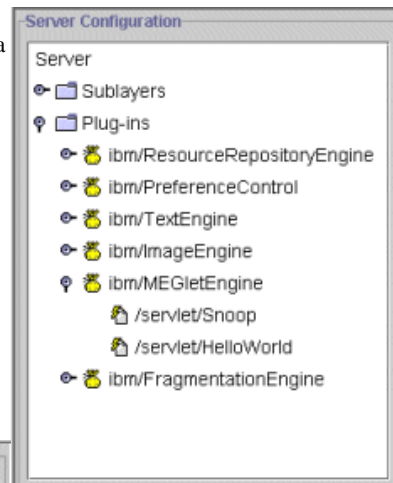 Server Configuration
a
Server
Sublayers
Plug-ins
ibm/ResourceRepositoryEngine
ibm/PreferenceControl
ibm/TextEngine
ibm/ImageEngine
ibm/MEGletEngine
/servlet/Snoop
/servlet/HelloWorld
ibm/FragmentationEngine